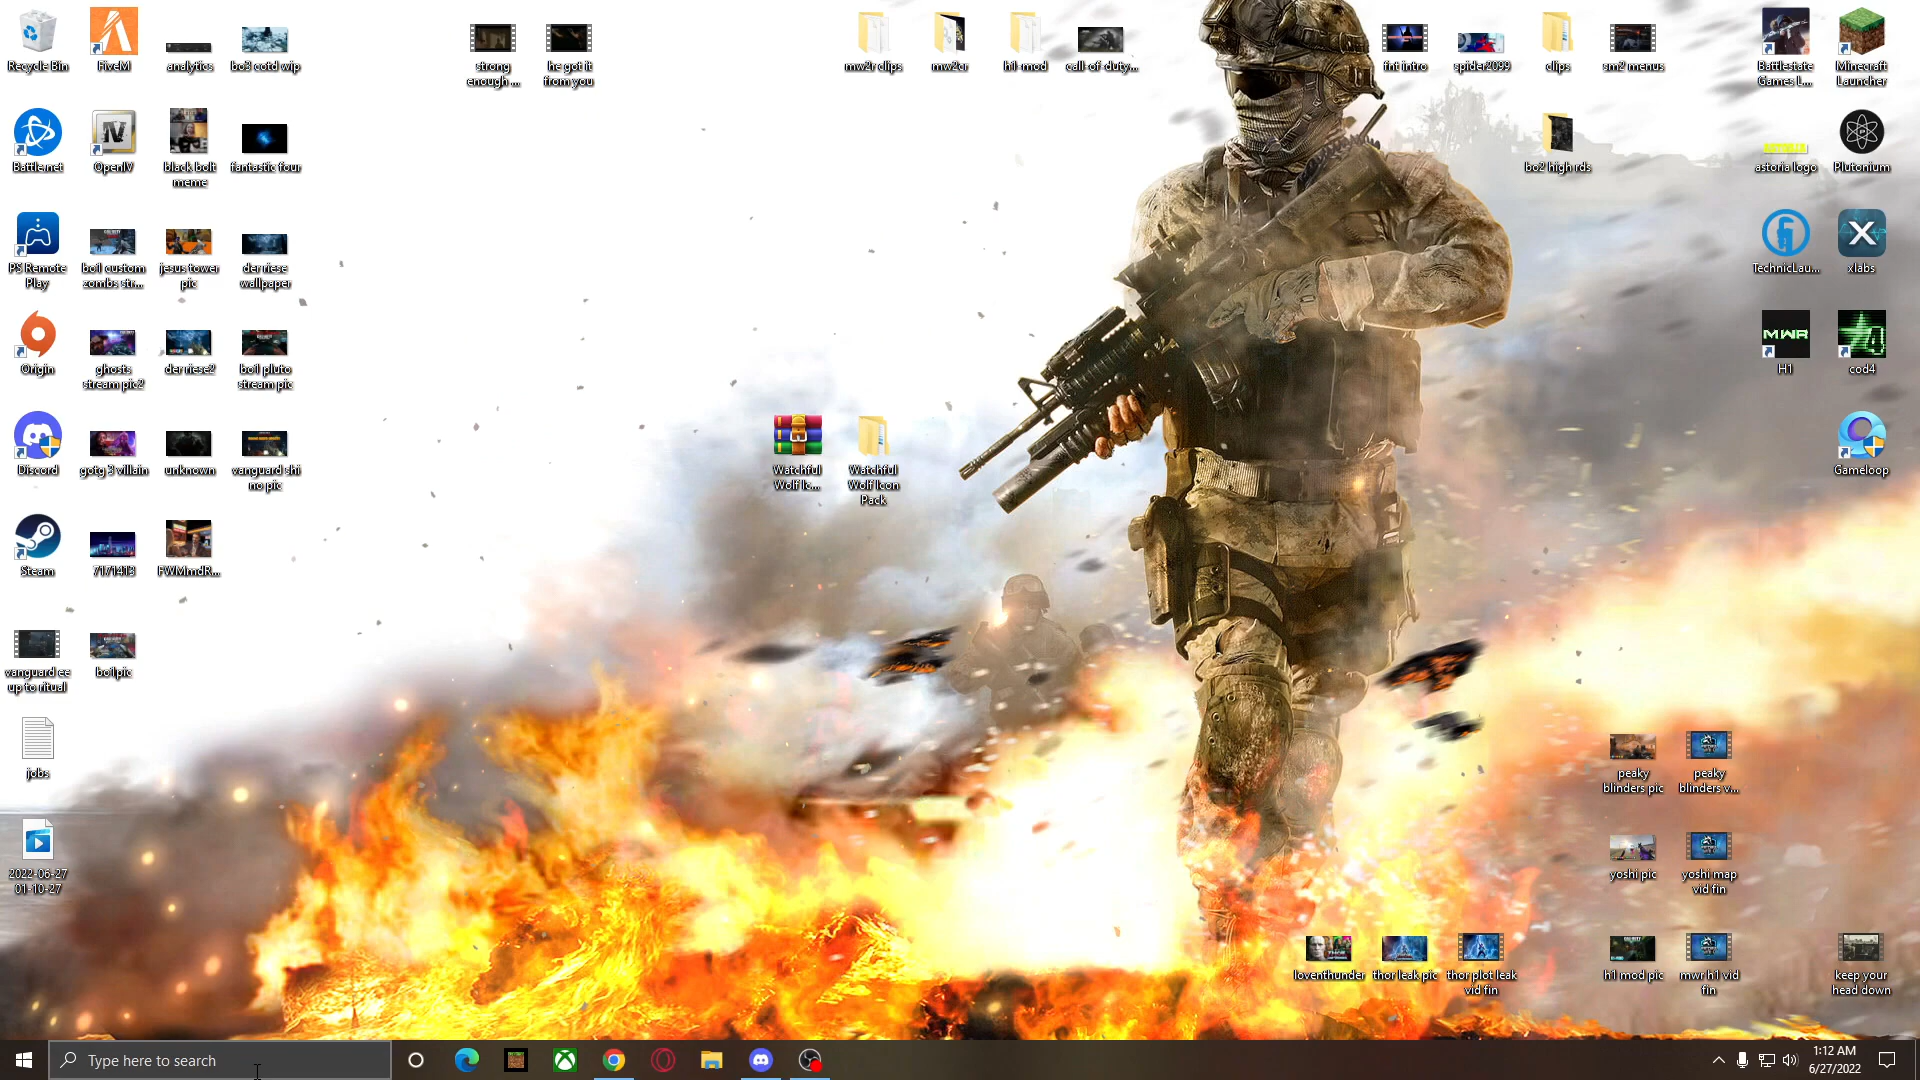 Recycle Bin
FiveM
analytics
bo3 cotd wip
strong
enough ...
he got it
from you
mw2r clips
mw2cr
h1-mod
call-of-duty...
fnt intro
spider2099
clips
sm2 menus
Battlestate
Games L...
Minecraft
Launcher
Battle.net
OpenIV
black bolt
meme
fantastic four
bo2 high rds
astoria logo
Plutonium
PS Remote
Play
bo1 custom
zombs str...
jesus tower
pic
der riese
wallpaper
TechnicLau...
xlabs
Origin
ghosts
stream pic2
der riese2
bo1 pluto
stream pic
MWR
H1
cod4
Discord
gotg 3 villain
unknown
vanguard shi
no pic
Watchful
Wolf Ic...
Watchful
Wolf Icon
Pack
Gameloop
Steam
7171413
FWMmdR...
vanguard ee
up to ritual
bo1pic
jobs
peaky
blinders pic
peaky
blinders v...
2022-06-27
01-10-27
yoshi pic
yoshi map
vid fin
loventhunder
thor leak pic
thor plot leak
vid fin
h1 mod pic
mwr h1 vid
fin
keep your
head down
Type here to search
1:12 AM
6/27/2022